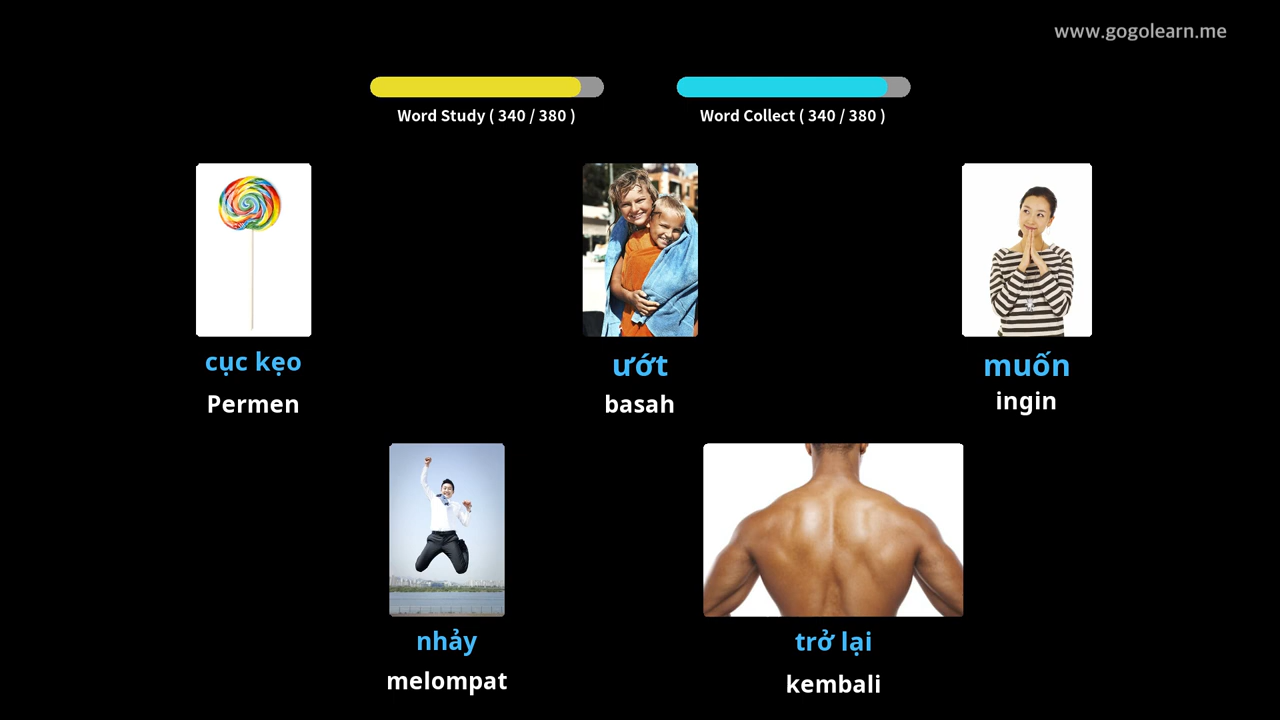 www.gogolearn.me
Word Study ( 340 / 380 )
Word Collect ( 340 / 380 )
cục kẹo
Permen
ướt
basah
muốn
ingin
nhảy
melompat
trở lại
kembali